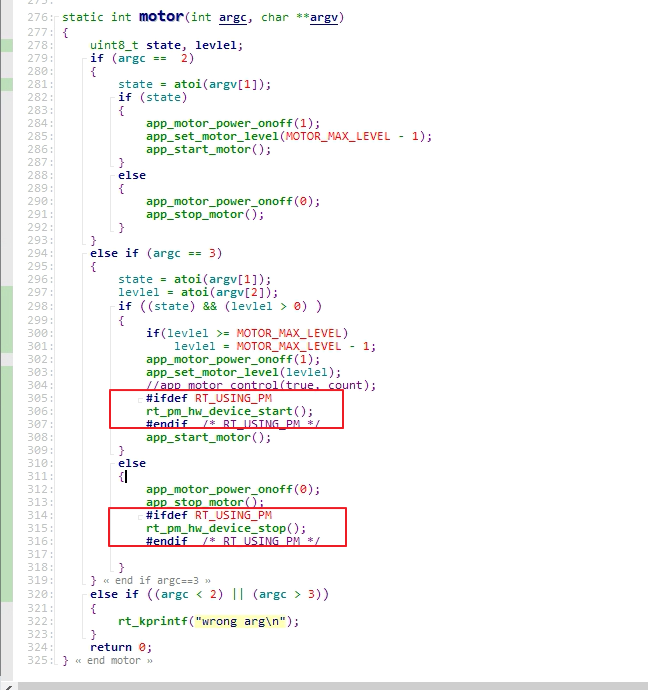 276: static int motor(int argc, char **argv)
277: {
278: uint8_t state, levlel;
279: if (argc == 2)
280: {
281: state = atoi(argv[1]);
282: if (state)
283: {
284: app_motor_power_onoff(1);
285: app_set_motor_level(MOTOR_MAX_LEVEL - 1);
286: app_start_motor();
287: }
288: else
289: {
290: app_motor_power_onoff(0);
291: app_stop_motor();
292: }
293: }
294: else if (argc == 3)
295: {
296: state = atoi(argv[1]);
297: levlel = atoi(argv[2]);
298: if ((state) && (levlel > 0) )
299: {
300: if(levlel >= MOTOR_MAX_LEVEL)
301: levlel = MOTOR_MAX_LEVEL - 1;
302: app_motor_power_onoff(1);
303: app_set_motor_level(levlel);
304: //app_motor_control(true, count);
305: #ifdef RT_USING_PM
306: rt_pm_hw_device_start();
307: #endif /* RT_USING_PM */
308: app_start_motor();
309: }
310: else
311: {
312: app_motor_power_onoff(0);
313: app_stop_motor();
314: #ifdef RT_USING_PM
315: rt_pm_hw_device_stop();
316: #endif /* RT_USING_PM */
317:
318: }
319: } « end if argc==3 »
320: else if ((argc < 2) || (argc > 3))
321: {
322: rt_kprintf("wrong arg\n");
323: }
324: return 0;
325: } « end motor »